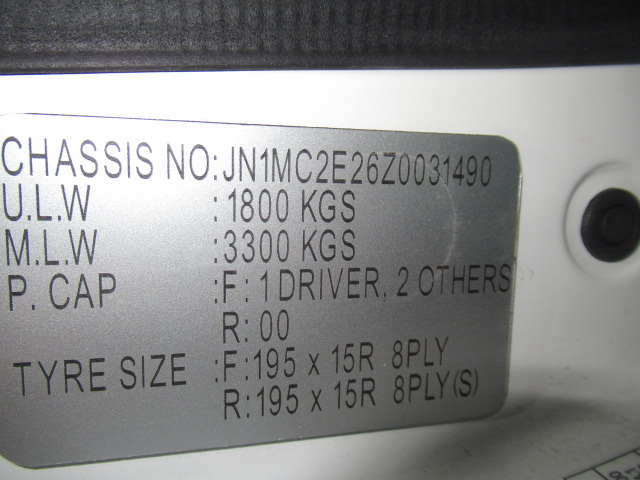 CHASSIS NO: JN1MC2E26Z0031490
U.L.W : 1800 KGS
M.L.W : 3300 KGS
P. CAP : F: 1 DRIVER, 2 OTHERS
R: 00
TYRE SIZE : F: 195 x 15R 8PLY
R: 195 x 15R 8PLY(S)